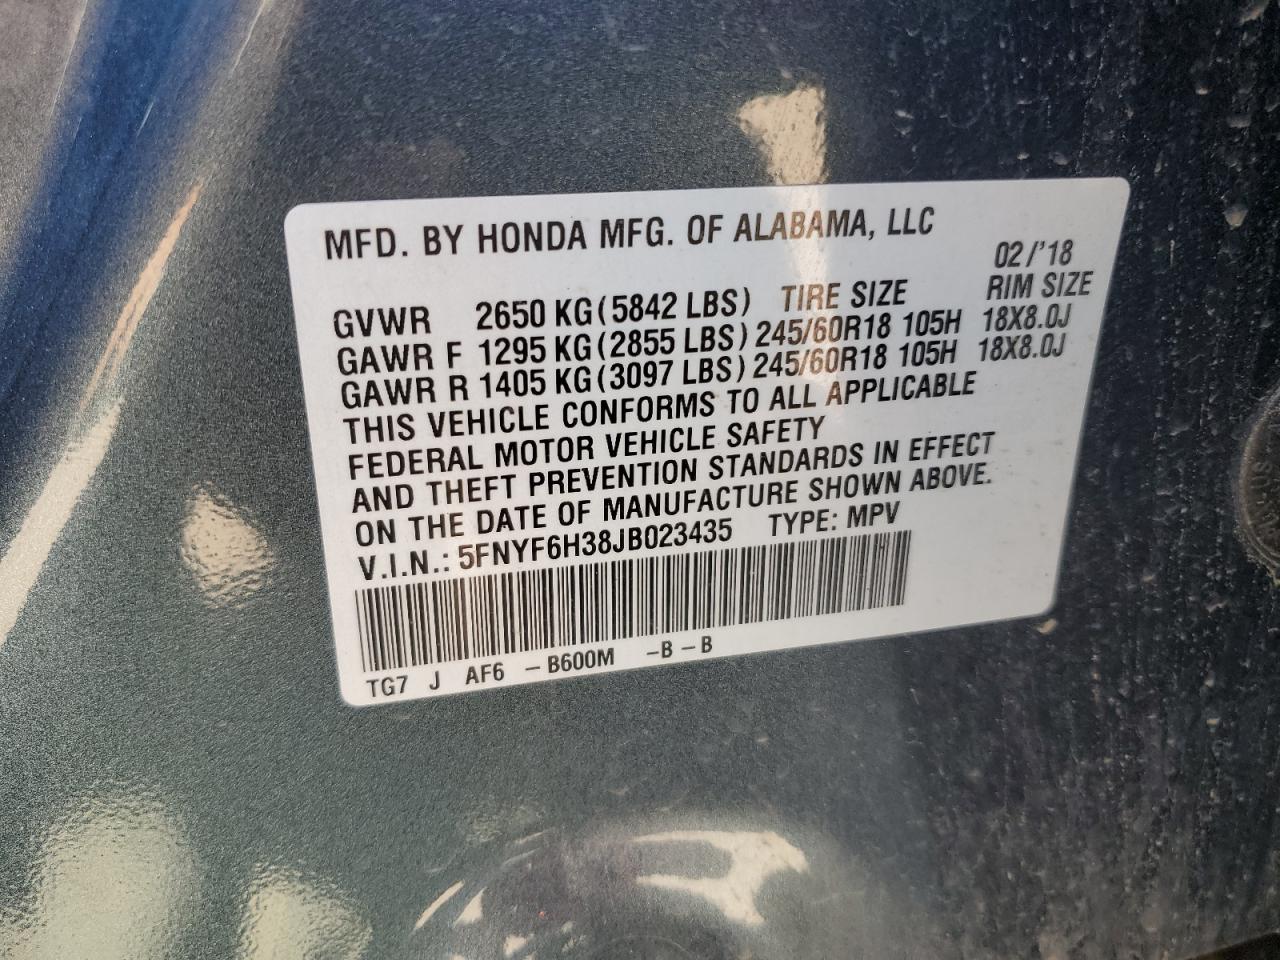 MFD. BY HONDA MFG. OF ALABAMA, LLC
02/'18
GVWR 2650 KG (5842 LBS) TIRE SIZE RIM SIZE
GAWR F 1295 KG (2855 LBS) 245/60R18 105H 18X8.0J
GAWR R 1405 KG (3097 LBS) 245/60R18 105H 18X8.0J
THIS VEHICLE CONFORMS TO ALL APPLICABLE
FEDERAL MOTOR VEHICLE SAFETY
AND THEFT PREVENTION STANDARDS IN EFFECT
ON THE DATE OF MANUFACTURE SHOWN ABOVE.
V.I.N.: 5FNYF6H38JB023435 TYPE: MPV
TG7 J AF6 – B600M – B – B